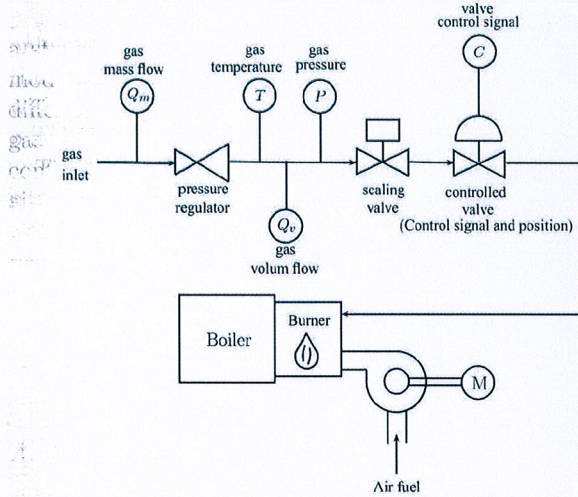 valve
control signal
C
gas
mass flow
gas
temperature
gas
pressure
Qm
T
P
gas
inlet
pressure
regulator
scaling
valve
controlled
valve
(Control signal and position)
Qv
gas
volum flow
Boiler
Burner
M
Air fuel